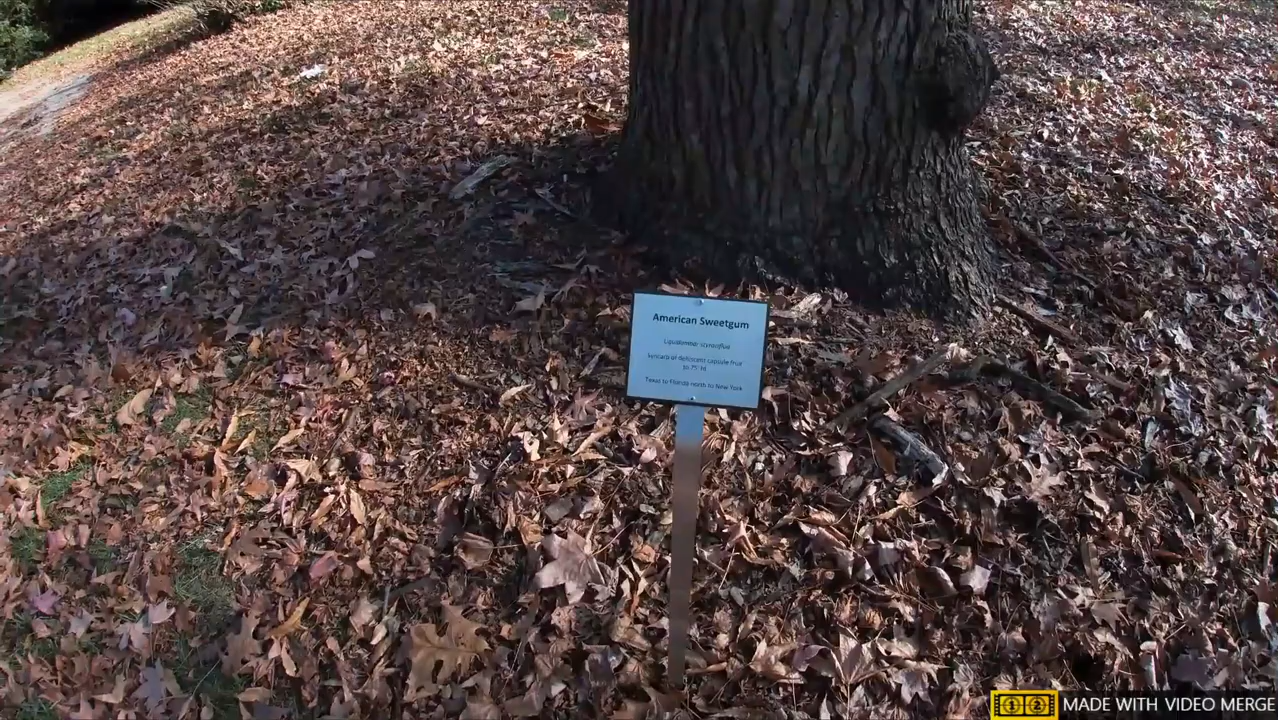 American Sweetgum
Liquidambar styraciflua
syncarp of dehiscent capsule fruit
to 75' ht
Texas to Florida north to New York
MADE WITH VIDEO MERGE